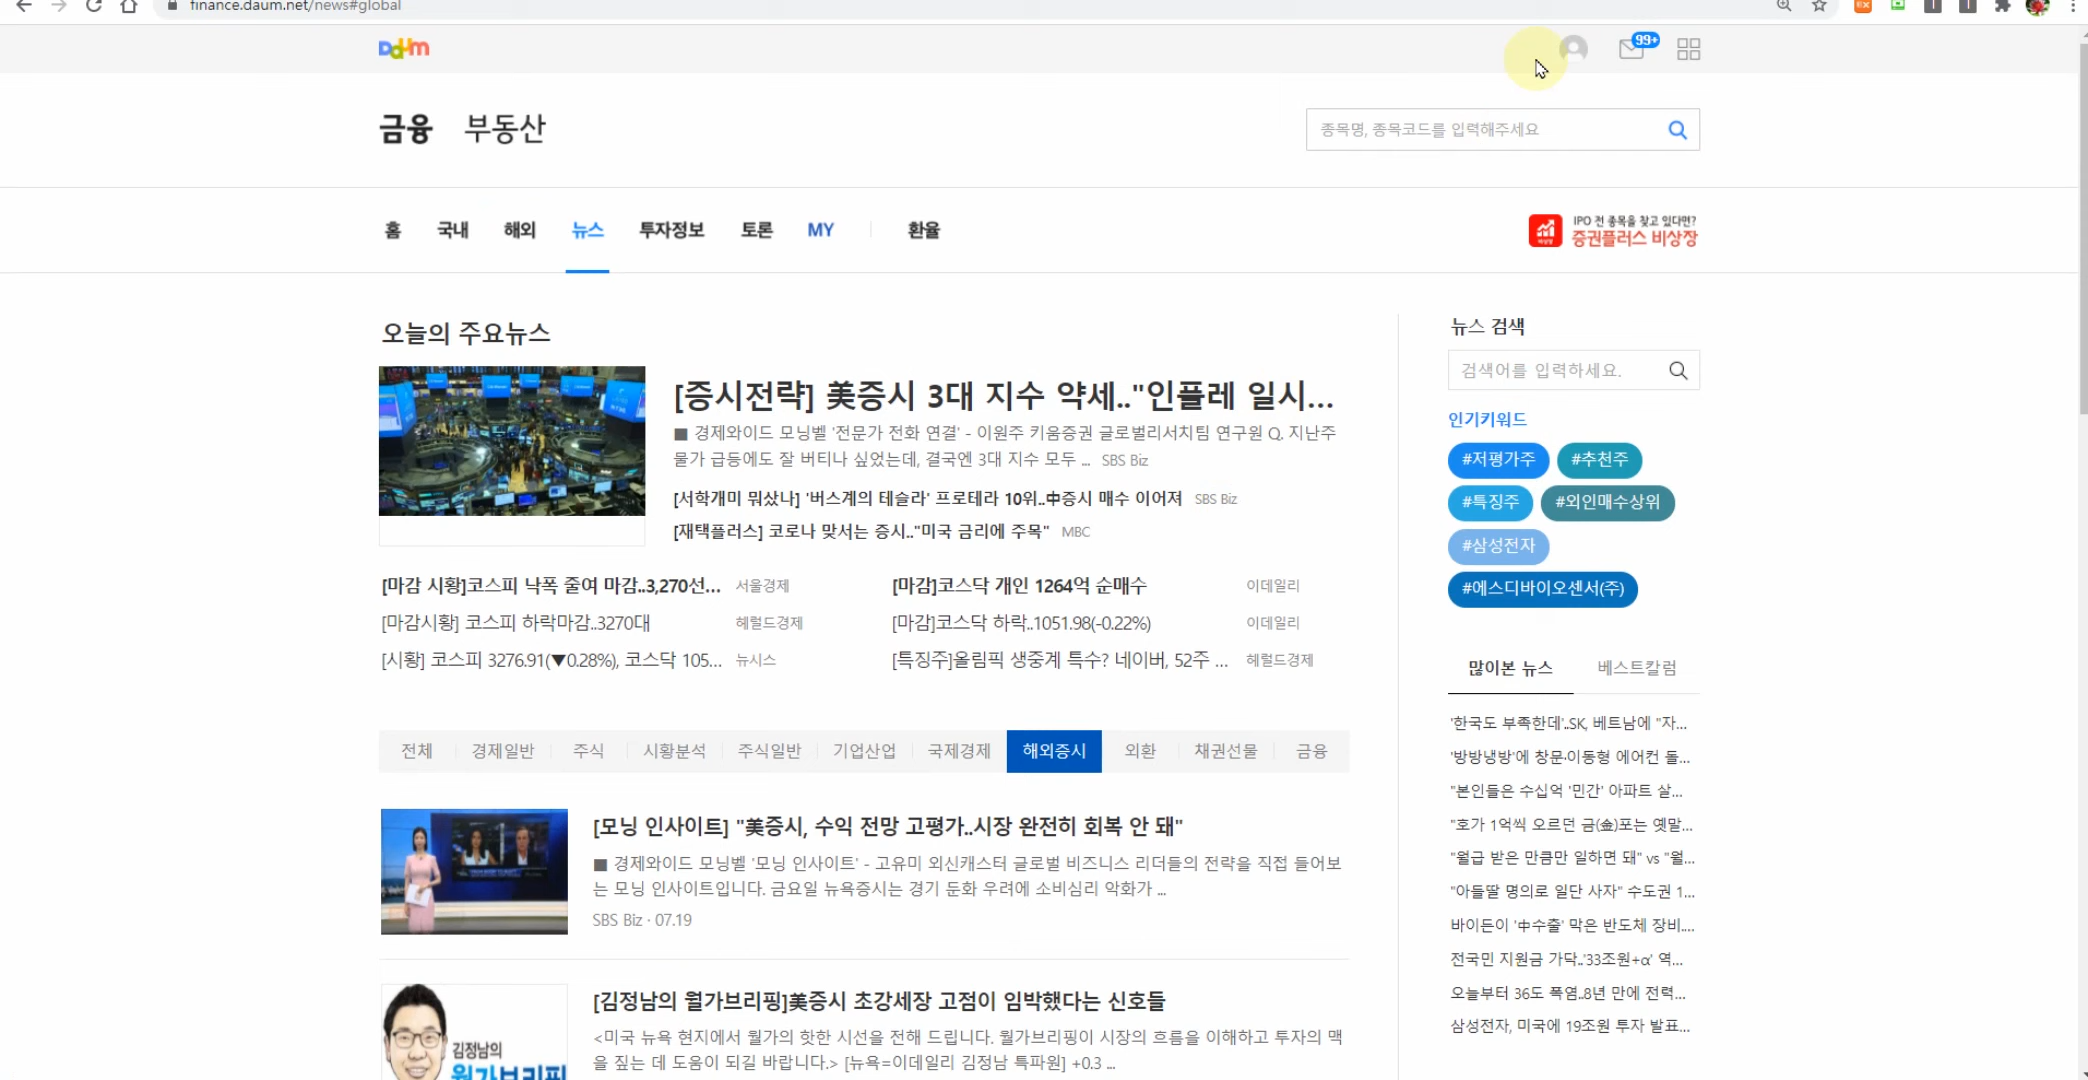 finance.daum.net/news#global
Daum
99+
금융 부동산
종목명, 종목코드를 입력해주세요
홈 국내 해외 뉴스 투자정보 토론 MY 환율
IPO 전 종목을 찾고 있다면?
증권플러스 비상장
오늘의 주요뉴스
[증시전략] 美증시 3대 지수 약세.."인플레 일시...
■ 경제와이드 모닝벨 '전문가 전화 연결' - 이원주 키움증권 글로벌리서치팀 연구원 Q. 지난주
물가 급등에도 잘 버티나 싶었는데, 결국엔 3대 지수 모두 ... SBS Biz
[서학개미 뭐샀나] '버스계의 테슬라' 프로테라 10위..中증시 매수 이어져 SBS Biz
[재택플러스] 코로나 맞서는 증시.."미국 금리에 주목" MBC
[마감 시황]코스피 낙폭 줄여 마감..3,270선... 서울경제
[마감]코스닥 개인 1264억 순매수 이데일리
[마감시황] 코스피 하락마감..3270대 헤럴드경제
[마감]코스닥 하락..1051.98(-0.22%) 이데일리
[시황] 코스피 3276.91(▼0.28%), 코스닥 105... 뉴시스
[특징주]올림픽 생중계 특수? 네이버, 52주 ... 헤럴드경제
전체 경제일반 주식 시황분석 주식일반 기업산업 국제경제 해외증시 외환 채권선물 금융
[모닝 인사이트] "美증시, 수익 전망 고평가..시장 완전히 회복 안 돼"
■ 경제와이드 모닝벨 '모닝 인사이트' - 고유미 외신캐스터 글로벌 비즈니스 리더들의 전략을 직접 들어보
는 모닝 인사이트입니다. 금요일 뉴욕증시는 경기 둔화 우려에 소비심리 악화가 ...
SBS Biz · 07.19
김정남의
월가브리핑
[김정남의 월가브리핑]美증시 초강세장 고점이 임박했다는 신호들
<미국 뉴욕 현지에서 월가의 핫한 시선을 전해 드립니다. 월가브리핑이 시장의 흐름을 이해하고 투자의 맥
을 짚는 데 도움이 되길 바랍니다.> [뉴욕=이데일리 김정남 특파원] +0.3 ...
뉴스 검색
검색어를 입력하세요.
인기키워드
#저평가주 #추천주
#특징주 #외인매수상위
#삼성전자
#에스디바이오센서(주)
많이본 뉴스 베스트칼럼
'한국도 부족한데'..SK, 베트남에 "자...
'방방냉방'에 창문·이동형 에어컨 돌...
"본인들은 수십억 '민간' 아파트 살...
"호가 1억씩 오르던 금(金)포는 옛말...
"월급 받은 만큼만 일하면 돼" vs "월...
"아들딸 명의로 일단 사자" 수도권 1...
바이든이 '中수출' 막은 반도체 장비...
전국민 지원금 가닥..'33조원+α' 역...
오늘부터 36도 폭염..8년 만에 전력...
삼성전자, 미국에 19조원 투자 발표...